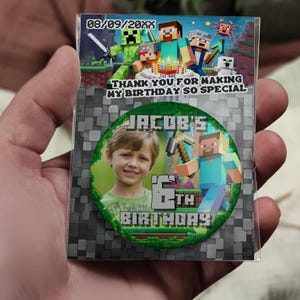 08/09/20XX
THANK YOU FOR MAKING
MY BIRTHDAY SO SPECIAL
JACOB'S
6TH
BIRTHDAY